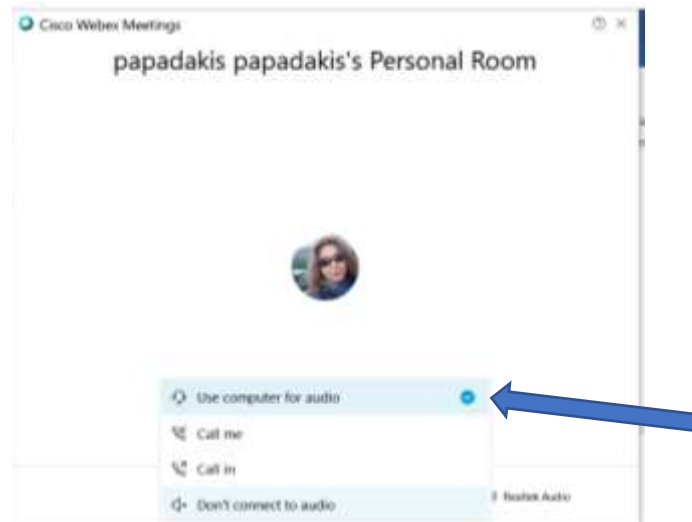 Cisco Webex Meetings
papadakis papadakis's Personal Room
Use computer for audio
Call me
Call in
Don't connect to audio
Realtek Audio